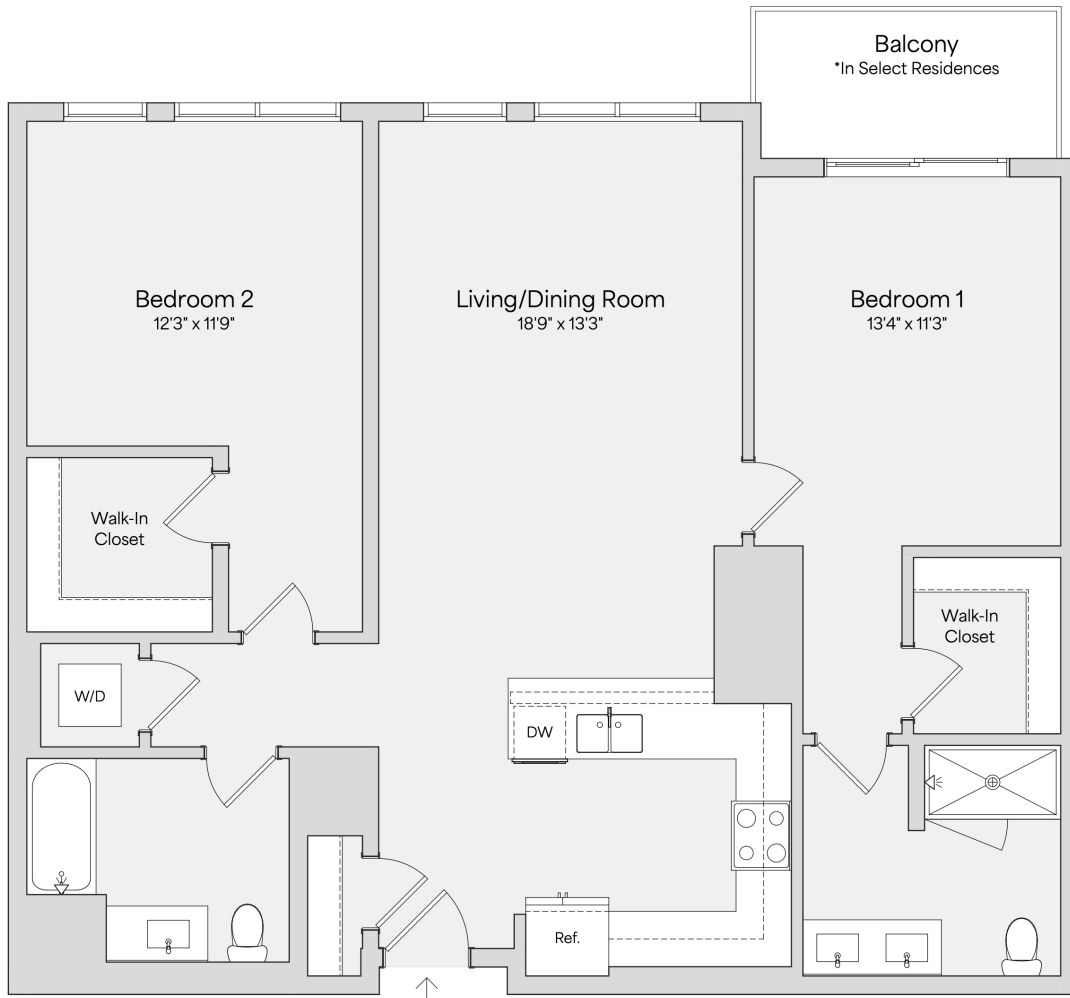 Balcony
*In Select Residences
Bedroom 2
12'3" x 11'9"
Living/Dining Room
18'9" x 13'3"
Bedroom 1
13'4" x 11'3"
Walk-In
Closet
Walk-In
Closet
W/D
DW
Ref.